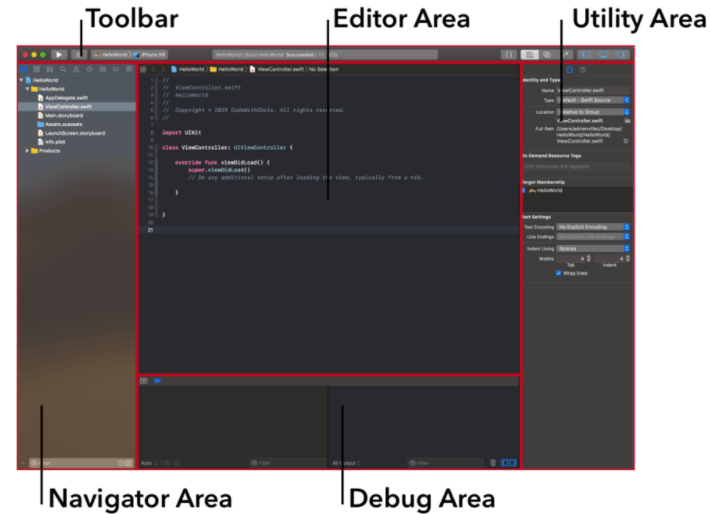 Toolbar
Editor Area
Utility Area
HelloWorld
iPhone XR
HelloWorld | Build HelloWorld: Succeeded
HelloWorld
HelloWorld
AppDelegate.swift
ViewController.swift
Main.storyboard
Assets.xcassets
LaunchScreen.storyboard
Info.plist
Products
HelloWorld
HelloWorld
ViewController.swift
No Selection
//
// ViewController.swift
// HelloWorld
//
// Copyright © 2019 CodeWithChris. All rights reserved.
//
import UIKit
class ViewController: UIViewController {
override func viewDidLoad() {
super.viewDidLoad()
// Do any additional setup after loading the view, typically from a nib.
}
}
21
Identity and Type
Name ViewController.swift
Type Default - Swift Source
Location Relative to Group
ViewController.swift
Full Path /Users/adrienvillez/Desktop/
HelloWorld/HelloWorld/
ViewController.swift
On Demand Resource Tags
Target Membership
HelloWorld
Text Settings
Text Encoding No Explicit Encoding
Line Endings
Indent Using Spaces
Widths 4 4
Tab Indent
Wrap lines
Filter
Auto
Filter
All Output
Filter
Navigator Area
Debug Area